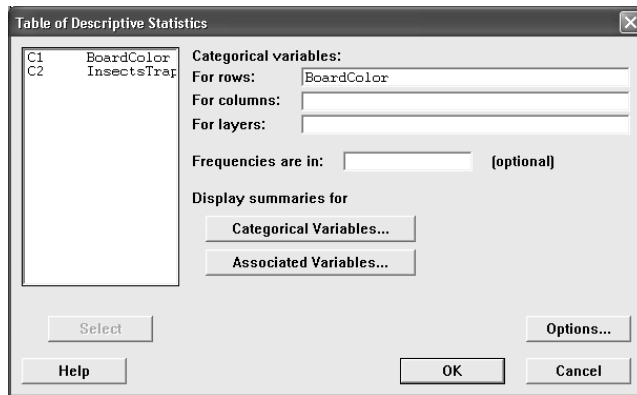 Table of Descriptive Statistics
C1 BoardColor
C2 InsectsTrap
Categorical variables:
For rows: BoardColor
For columns:
For layers:
Frequencies are in: (optional)
Display summaries for
Categorical Variables...
Associated Variables...
Select
Options...
Help
OK
Cancel